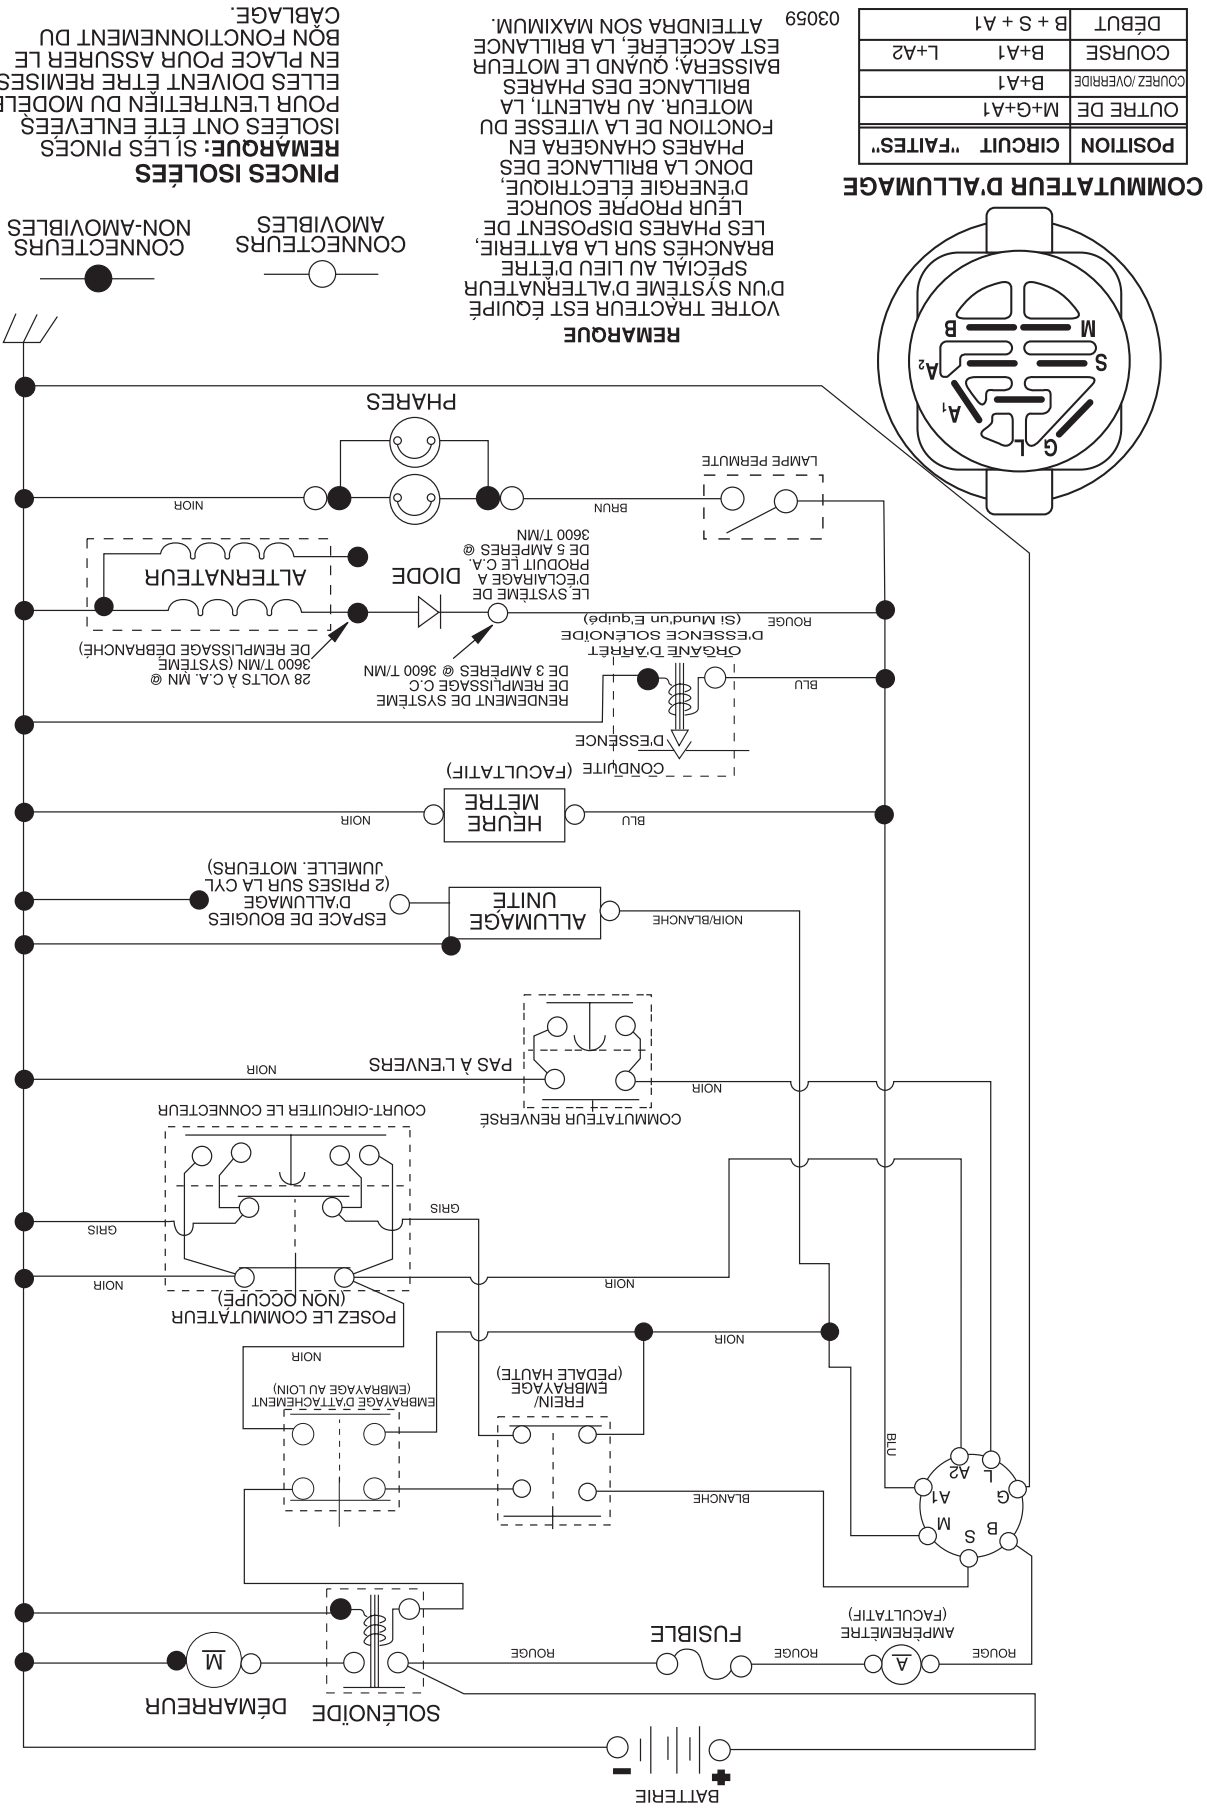 BATTERIE
+
-
SOLÉNOÏDE
DÉMARREUR
M
ROUGE
FUSIBLE
ROUGE
A
AMPÈREMÈTRE
(FACULTATIF)
ROUGE
B
S
M
G
A1
L
A2
BLU
BLANCHE
FREIN/
EMBRAYAGE
(PÉDALE HAUTE)
EMBRAYAGE D'ATTACHEMENT
(EMBRAYAGE AU LOIN)
NOIR
NOIR
POSEZ LE COMMUTATEUR
(NON OCCUPÉ)
NOIR
NOIR
GRIS
GRIS
COURT-CIRCUITER LE CONNECTEUR
COMMUTATEUR RENVERSÉ
NOIR
PAS À L'ENVERS
NOIR
ALLUMAGE
UNITÉ
NOIR/BLANCHE
ESPACE DE BOUGIES
D'ALLUMAGE
(2 PRISES SUR LA CYL
JUMELLE. MOTEURS)
HEURE
METRE
(FACULTATIF)
NOIR
BLU
CONDUITE
D'ESSENCE
BLU
ORGANE D'ARRÊT
D'ESSENCE SOLÉNOÏDE
(Si Mund'un E'quipé)
ROUGE
RENDEMENT DE SYSTÈME
DE REMPLISSAGE C.C
DE 3 AMPÈRES @ 3600 T/MN
28 VOLTS À C.A. MN @
3600 T/MN (SYSTÈME
DE REMPLISSAGE DÉBRANCHÉ)
DIODE
ALTERNATEUR
LE SYSTÈME DE
D'ÉCLAIRAGE A
PRODUIT LE C.A.
DE 5 AMPÈRES @
3600 T/MN
BRUN
NIOR
LAMPE PERMUTE
PHARES
G
L
A1
S
A2
M
B
REMARQUE
VOTRE TRACTEUR EST ÉQUIPÉ
D'UN SYSTÈME D'ALTERNATEUR
SPÉCIAL AU LIEU D'ÊTRE
BRANCHÉS SUR LA BATTERIE,
LES PHARES DISPOSENT DE
LEUR PROPRE SOURCE
D'ÉNERGIE ÉLECTRIQUE,
DONC LA BRILLANCE DES
PHARES CHANGERA EN
FONCTION DE LA VITESSE DU
MOTEUR. AU RALENTI, LA
BRILLANCE DES PHARES
BAISSERA; QUAND LE MOTEUR
EST ACCÉLÉRÉ, LA BRILLANCE
ATTEINDRA SON MAXIMUM.
03059
CONNECTEURS
AMOVIBLES
CONNECTEURS
NON-AMOVIBLES
PINCES ISOLÉES
REMARQUE: SI LES PINCES
ISOLÉES ONT ÉTÉ ENLEVÉES
POUR L'ENTRETIEN DU MODÈLE
ELLES DOIVENT ÊTRE REMISES
EN PLACE POUR ASSURER LE
BON FONCTIONNEMENT DU
CABLAGE.
COMMUTATEUR D'ALLUMAGE
POSITION CIRCUIT "FAITES"
OUTRE DE M+G+A1
COUREZ /OVERRIDE B+A1
COURSE B+A1 L+A2
DÉBUT B + S + A1